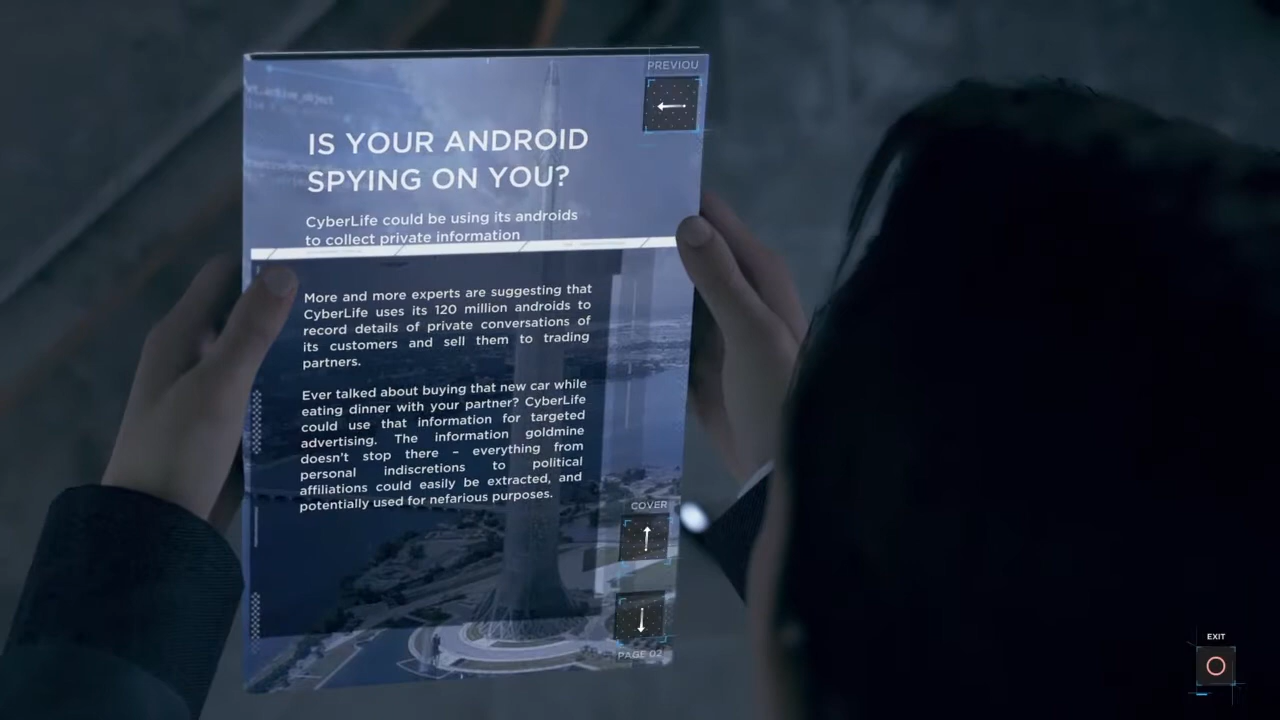 PREVIOU
IS YOUR ANDROID
SPYING ON YOU?
CyberLife could be using its androids
to collect private information
More and more experts are suggesting that
CyberLife uses its 120 million androids to
record details of private conversations of
its customers and sell them to trading
partners.
Ever talked about buying that new car while
eating dinner with your partner? CyberLife
could use that information for targeted
advertising. The information goldmine
doesn't stop there – everything from
personal indiscretions to political
affiliations could easily be extracted, and
potentially used for nefarious purposes.
COVER
PAGE 02
EXIT